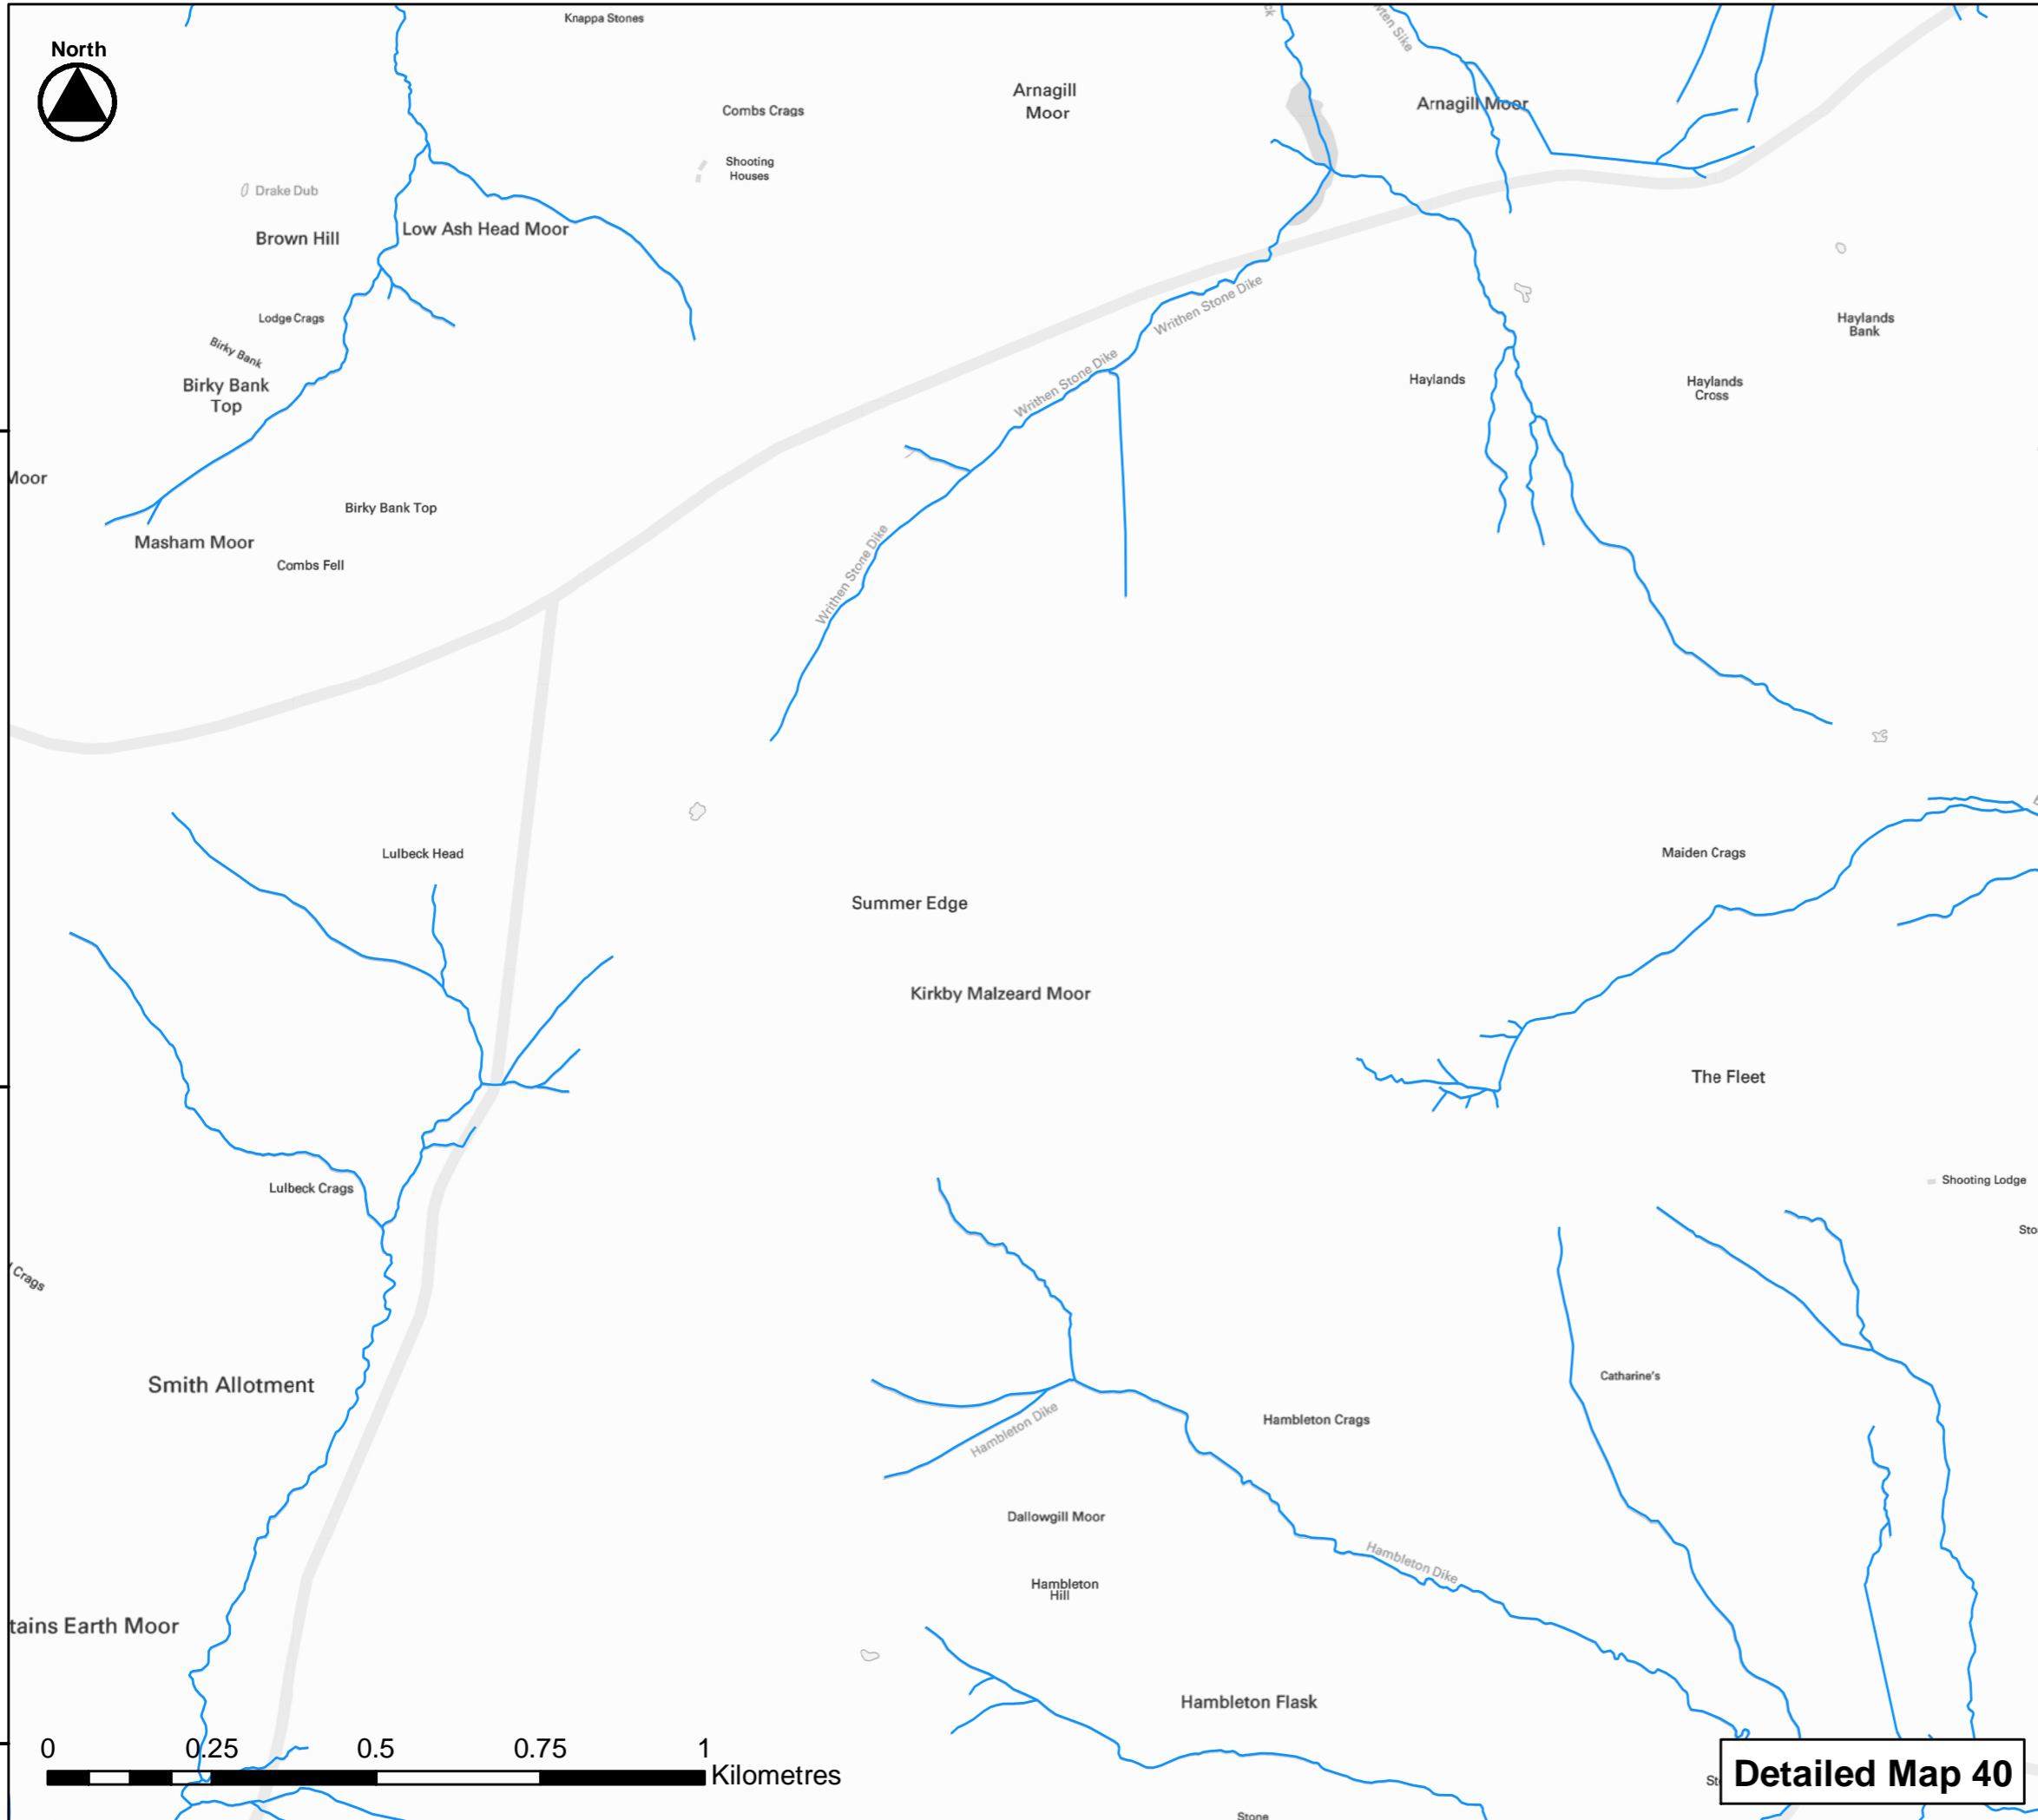 Knappa Stones
North
Arnagill
Moor
Arnagill Moor
Combs Crags
Shooting
Houses
Drake Dub
Brown Hill
Low Ash Head Moor
Writhen Stone Dike
Lodge Crags
Haylands
Bank
Birky Bank
Writhen Stone Dike
Birky Bank
Top
Haylands
Haylands
Cross
Moor
Birky Bank Top
Masham Moor
Combs Fell
Writhen Stone Dike
Lulbeck Head
Maiden Crags
Summer Edge
Kirkby Malzeard Moor
The Fleet
Lulbeck Crags
Shooting Lodge
Sto
Crags
Smith Allotment
Catharine's
Hambleton Crags
Hambleton Dike
Dallowgill Moor
Hambleton Dike
Hambleton
Hill
tains Earth Moor
Hambleton Flask
0 0.25 0.5 0.75 1
Kilometres
Detailed Map 40
Stone